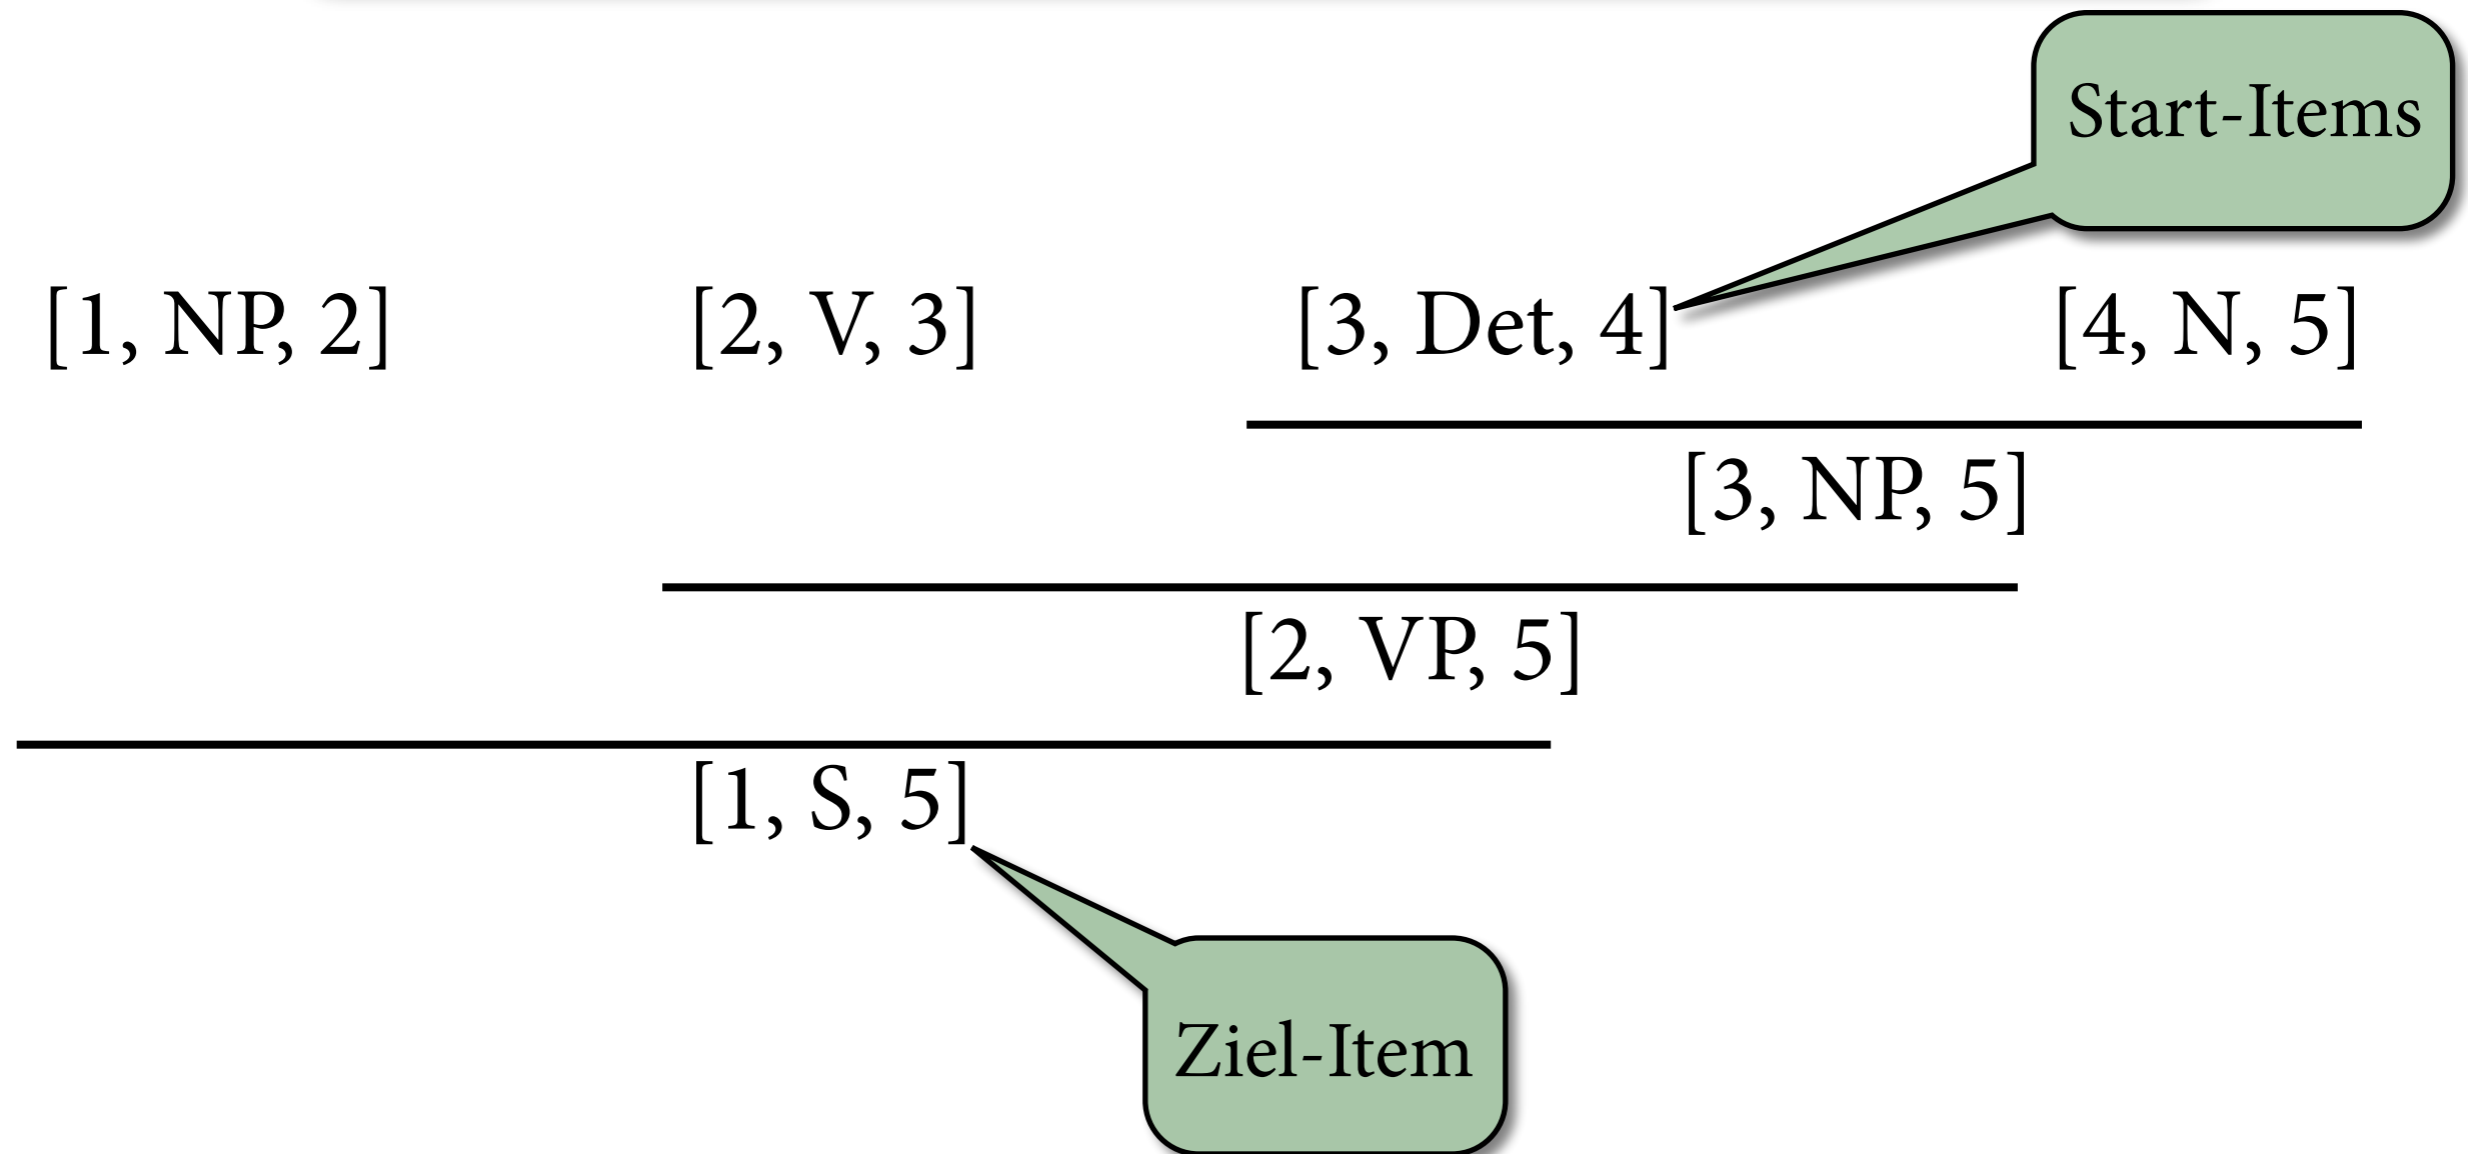 Start-Items
[1, NP, 2] [2, V, 3] [3, Det, 4] [4, N, 5]
[3, NP, 5]
[2, VP, 5]
[1, S, 5]
Ziel-Item